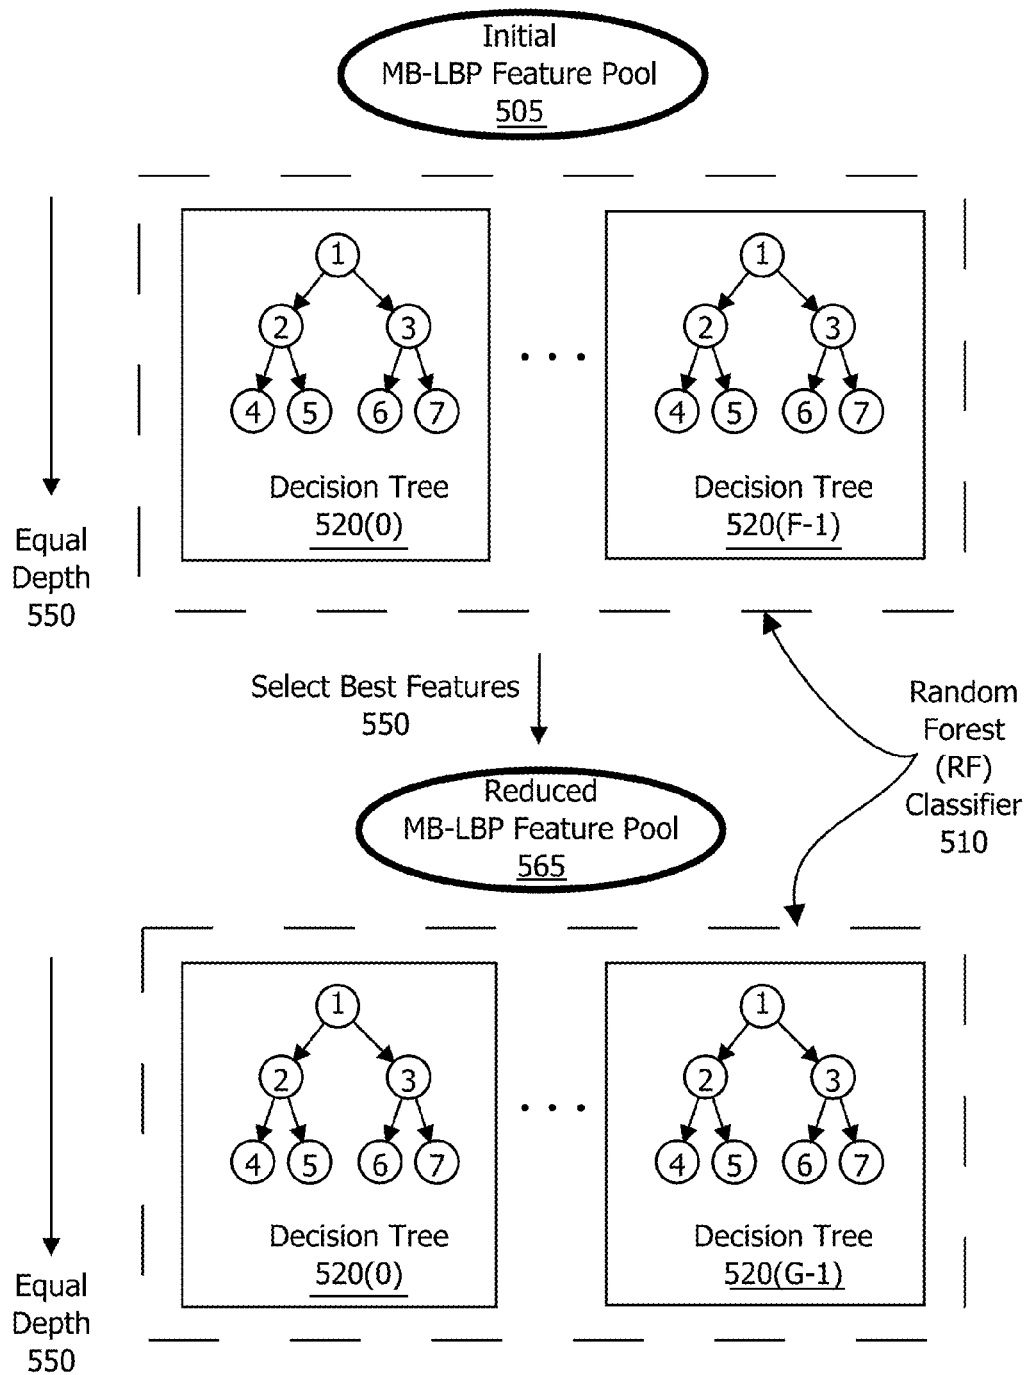 Initial
MB-LBP Feature Pool
505
1
1
2
3
2
3
. . .
4
5
6
7
4
5
6
7
Decision Tree
520(0)
Decision Tree
520(F-1)
Equal
Depth
550
Select Best Features
550
Random
Forest
(RF)
Classifier
510
Reduced
MB-LBP Feature Pool
565
1
1
2
3
2
3
. . .
4
5
6
7
4
5
6
7
Decision Tree
520(0)
Decision Tree
520(G-1)
Equal
Depth
550